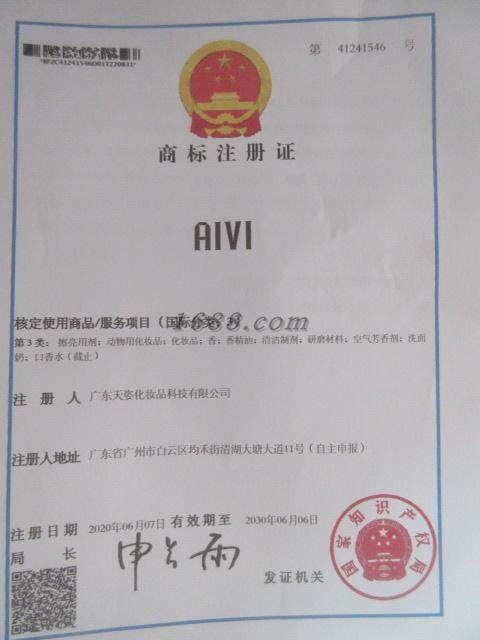 第 41241546 号
商标注册证
AIVI
核定使用商品/服务项目（国际分类：3）
1688.com
第 3 类：擦亮用剂；动物用化妆品；化妆品；香；香精油；清洁制剂；研磨材料；空气芳香剂；洗面
奶；口香水（截止）
注 册 人 广东天姿化妆品科技有限公司
注册人地址 广东省广州市白云区均禾街清湖大塘大道11号（自主申报）
注册日期 2020年06月07日 有效期至 2030年06月06日
局 长 申长雨
发证机关
国家知识产权局